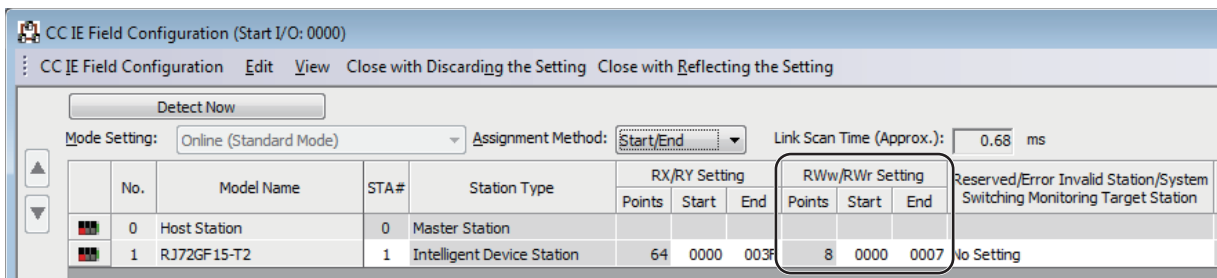 CC IE Field Configuration (Start I/O: 0000)
CC IE Field Configuration Edit View Close with Discarding the Setting Close with Reflecting the Setting
Detect Now
Mode Setting: Online (Standard Mode) Assignment Method: Start/End Link Scan Time (Approx.): 0.68 ms
No. Model Name STA# Station Type RX/RY Setting RWw/RWr Setting Reserved/Error Invalid Station/System
Points Start End Points Start End Switching Monitoring Target Station
0 Host Station 0 Master Station
1 RJ72GF15-T2 1 Intelligent Device Station 64 0000 003F 8 0000 0007 No Setting